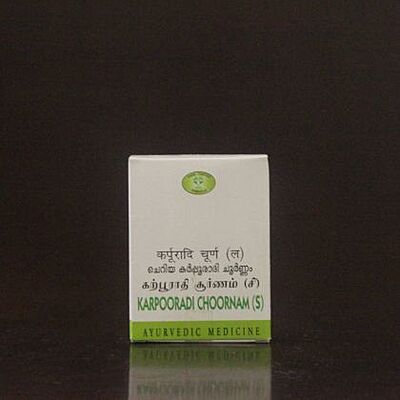 कर्पूरादि चूर्ण (ल)
ചെറിയ കർപ്പൂരാദി ചൂർണ്ണം
கற்பூராதி சூர்ணம் (சி)
KARPOORADI CHOORNAM (S)
AYURVEDIC MEDICINE